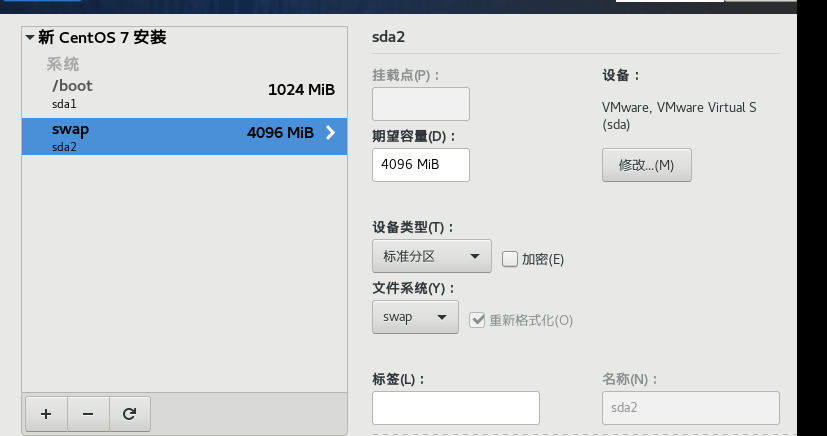 新 CentOS 7 安装
系统
/boot
1024 MiB
sda1
swap
4096 MiB
sda2
sda2
挂载点(P)：
设备：
VMware, VMware Virtual S
(sda)
期望容量(D)：
4096 MiB
修改...(M)
设备类型(T)：
标准分区
加密(E)
文件系统(Y)：
swap
重新格式化(O)
标签(L)：
名称(N)：
sda2